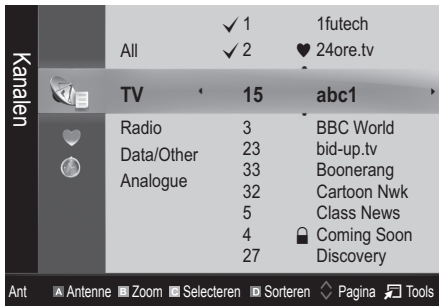 Kanalen
✓ 1 1futech
All ✓ 2 ♥ 24ore.tv
TV 15 abc1
Radio 3 BBC World
Data/Other 23 bid-up.tv
Analogue 33 Boonerang
32 Cartoon Nwk
5 Class News
4 Coming Soon
27 Discovery
Ant A Antenne B Zoom C Selecteren D Sorteren Pagina Tools